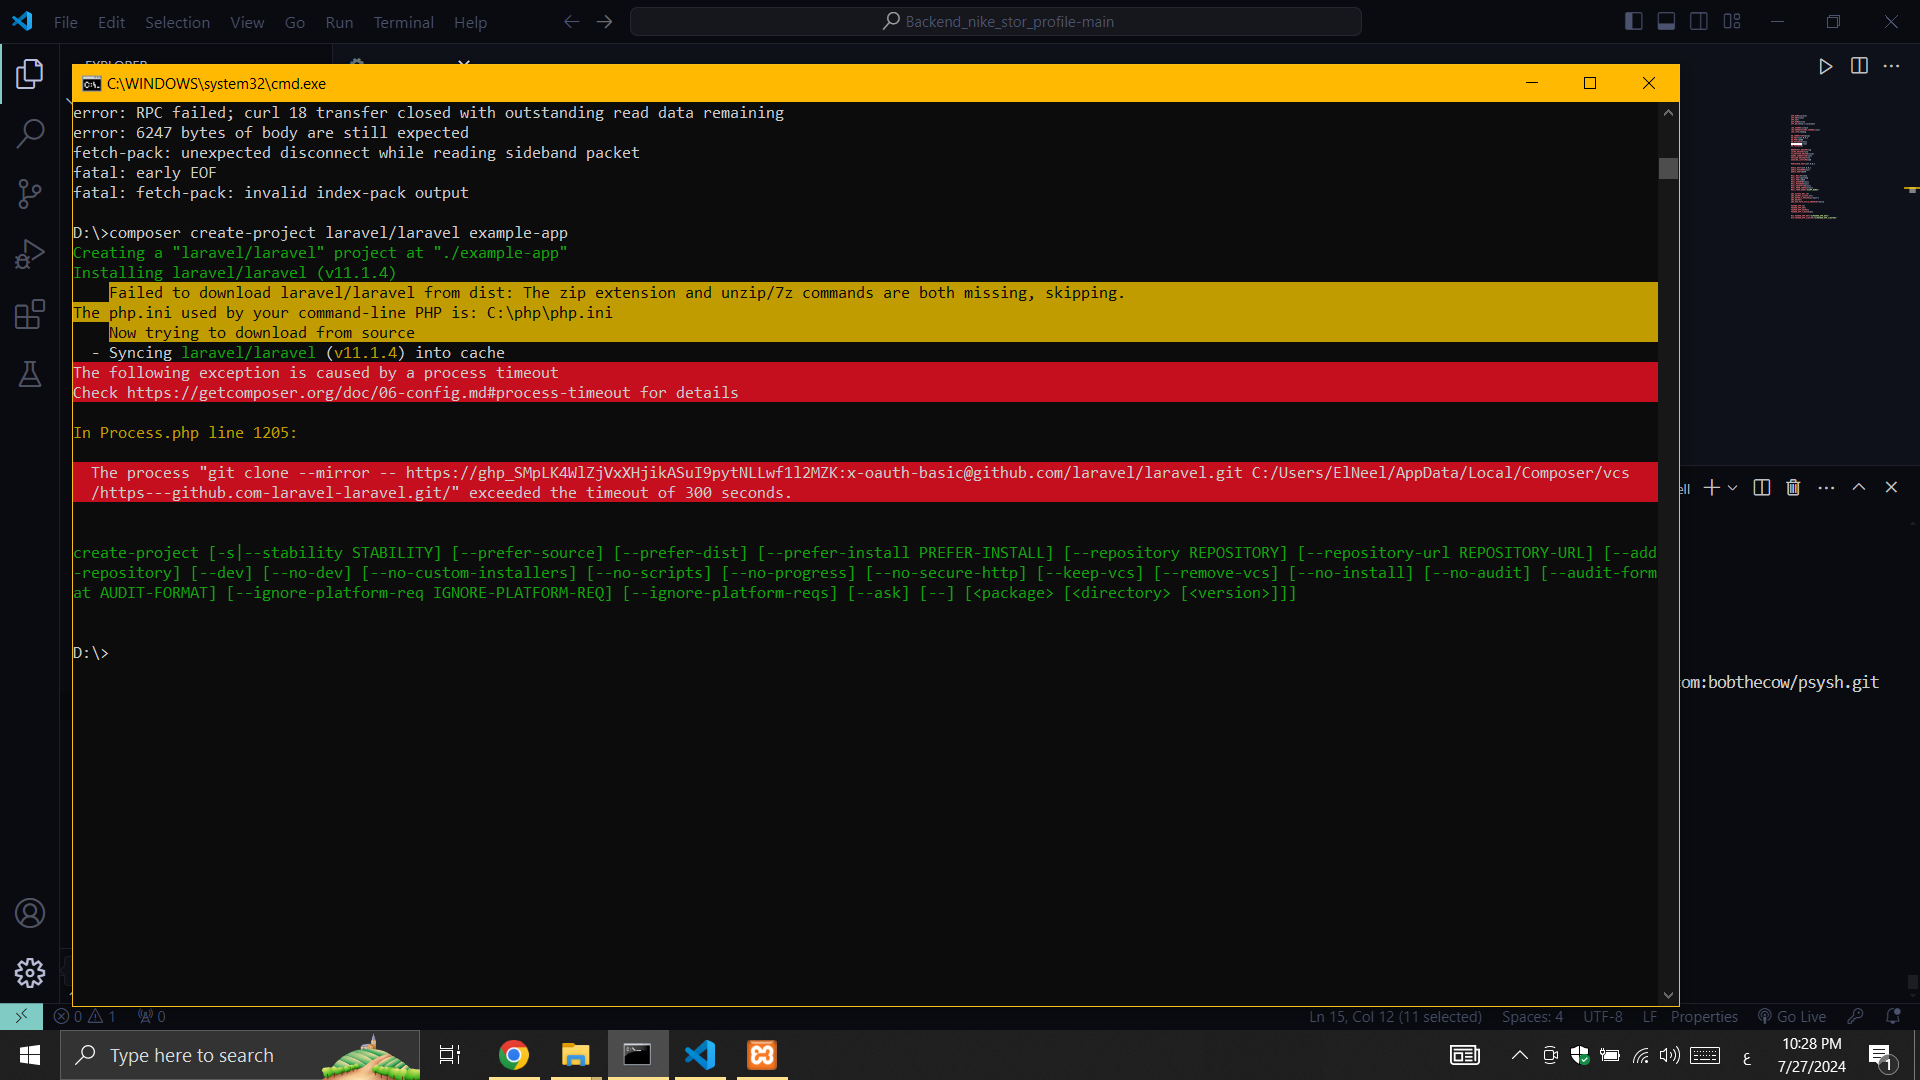 File Edit Selection View Go Run Terminal Help
Backend_nike_stor_profile-main
C:\WINDOWS\system32\cmd.exe
error: RPC failed; curl 18 transfer closed with outstanding read data remaining
error: 6247 bytes of body are still expected
fetch-pack: unexpected disconnect while reading sideband packet
fatal: early EOF
fatal: fetch-pack: invalid index-pack output
D:\>composer create-project laravel/laravel example-app
Creating a "laravel/laravel" project at "./example-app"
Installing laravel/laravel (v11.1.4)
Failed to download laravel/laravel from dist: The zip extension and unzip/7z commands are both missing, skipping.
The php.ini used by your command-line PHP is: C:\php\php.ini
Now trying to download from source
- Syncing laravel/laravel (v11.1.4) into cache
The following exception is caused by a process timeout
Check https://getcomposer.org/doc/06-config.md#process-timeout for details
In Process.php line 1205:
The process "git clone --mirror -- https://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:x-oauth-basic@github.com/laravel/laravel.git C:/Users/ElNeel/AppData/Local/Composer/vcs
/https---github.com-laravel-laravel.git/" exceeded the timeout of 300 seconds.
create-project [-s|--stability STABILITY] [--prefer-source] [--prefer-dist] [--prefer-install PREFER-INSTALL] [--repository REPOSITORY] [--repository-url REPOSITORY-URL] [--add
-repository] [--dev] [--no-dev] [--no-custom-installers] [--no-scripts] [--no-progress] [--no-secure-http] [--keep-vcs] [--remove-vcs] [--no-install] [--no-audit] [--audit-form
at AUDIT-FORMAT] [--ignore-platform-req IGNORE-PLATFORM-REQ] [--ignore-platform-reqs] [--ask] [--] [<package> [<directory> [<version>]]]
D:\>
om:bobthecow/psysh.git
0 1 0
Ln 15, Col 12 (11 selected) Spaces: 4 UTF-8 LF Properties Go Live
Type here to search
ع
10:28 PM
7/27/2024
1